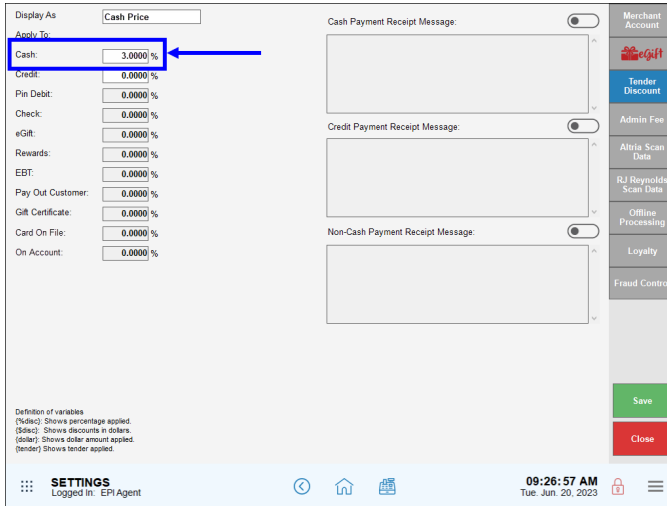 Display As
Cash Price
Apply To:
Cash:
3.0000 %
Credit:
0.0000 %
Pin Debit:
0.0000 %
Check:
0.0000 %
eGift:
0.0000 %
Rewards:
0.0000 %
EBT:
0.0000 %
Pay Out Customer:
0.0000 %
Gift Certificate:
0.0000 %
Card On File:
0.0000 %
On Account:
0.0000 %
Definition of variables
{%disc}: Shows percentage applied.
{$disc}: Shows discounts in dollars.
{dollar}: Shows dollar amount applied.
{tender} Shows tender applied.
Cash Payment Receipt Message:
Credit Payment Receipt Message:
Non-Cash Payment Receipt Message:
Merchant
Account
eGift
Tender
Discount
Admin Fee
Altria Scan
Data
RJ Reynolds
Scan Data
Offline
Processing
Loyalty
Fraud Contro
Save
Close
SETTINGS
Logged In: EPI Agent
09:26:57 AM
Tue. Jun. 20, 2023